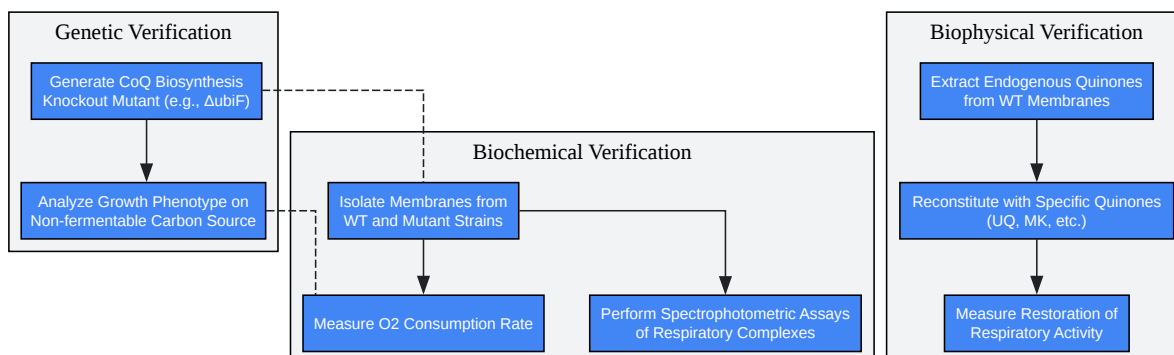 Genetic Verification
Generate CoQ Biosynthesis
Knockout Mutant (e.g., ΔubiF)
Analyze Growth Phenotype on
Non-fermentable Carbon Source
Biochemical Verification
Isolate Membranes from
WT and Mutant Strains
Measure O2 Consumption Rate
Perform Spectrophotometric Assays
of Respiratory Complexes
Biophysical Verification
Extract Endogenous Quinones
from WT Membranes
Reconstitute with Specific Quinones
(UQ, MK, etc.)
Measure Restoration of
Respiratory Activity